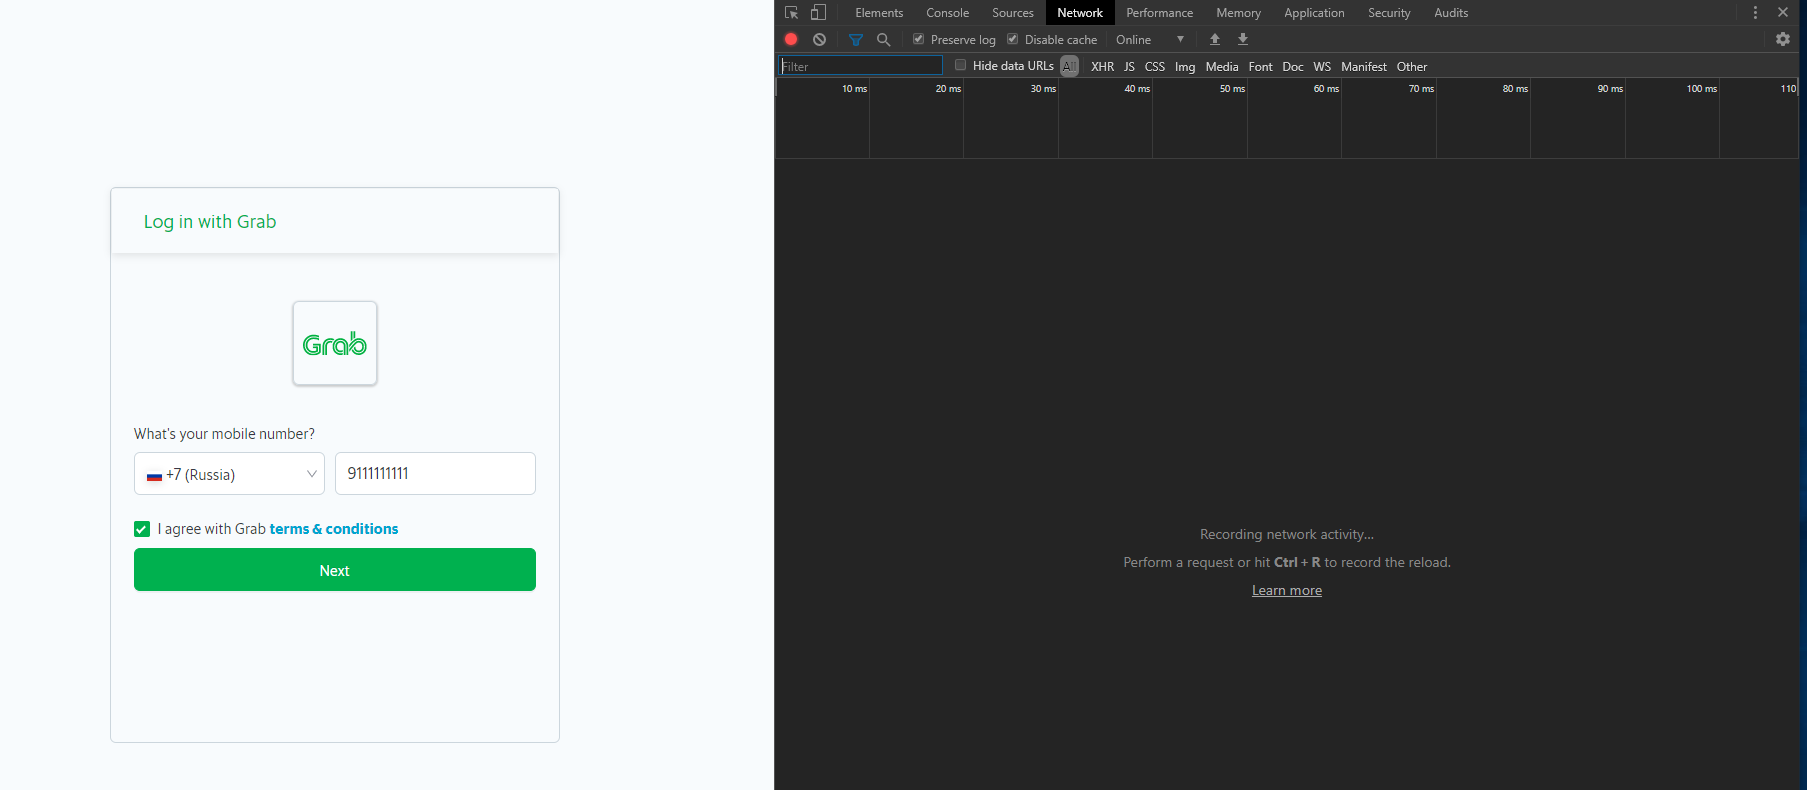 Log in with Grab
Grab
What's your mobile number?
+7 (Russia)
9111111111
I agree with Grab terms & conditions
Next
Elements Console Sources Network Performance Memory Application Security Audits
Preserve log Disable cache Online
Filter Hide data URLs All XHR JS CSS Img Media Font Doc WS Manifest Other
10 ms 20 ms 30 ms 40 ms 50 ms 60 ms 70 ms 80 ms 90 ms 100 ms 110
Recording network activity...
Perform a request or hit Ctrl + R to record the reload.
Learn more